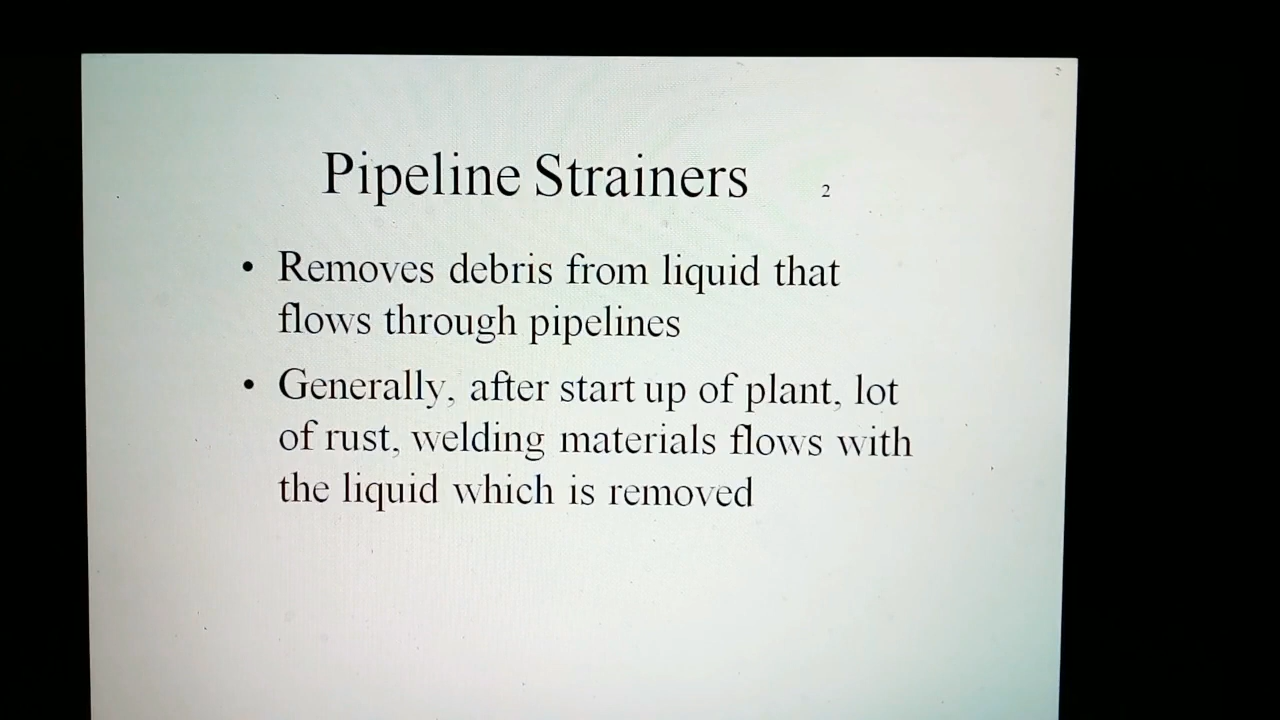 Pipeline Strainers 2
• Removes debris from liquid that
flows through pipelines
• Generally, after start up of plant, lot
of rust, welding materials flows with
the liquid which is removed